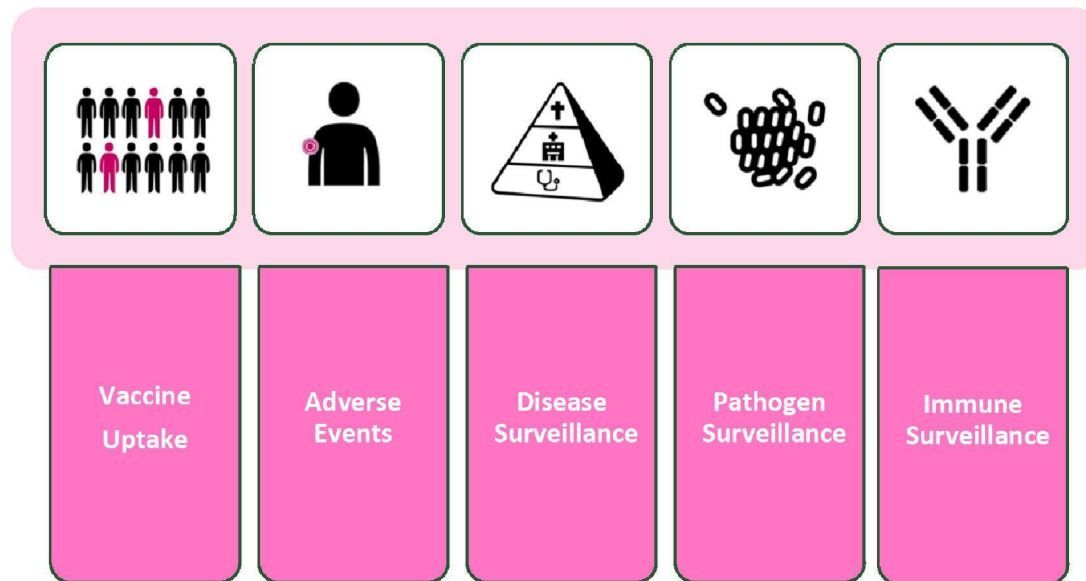 Vaccine
Uptake
Adverse
Events
Disease
Surveillance
Pathogen
Surveillance
Immune
Surveillance